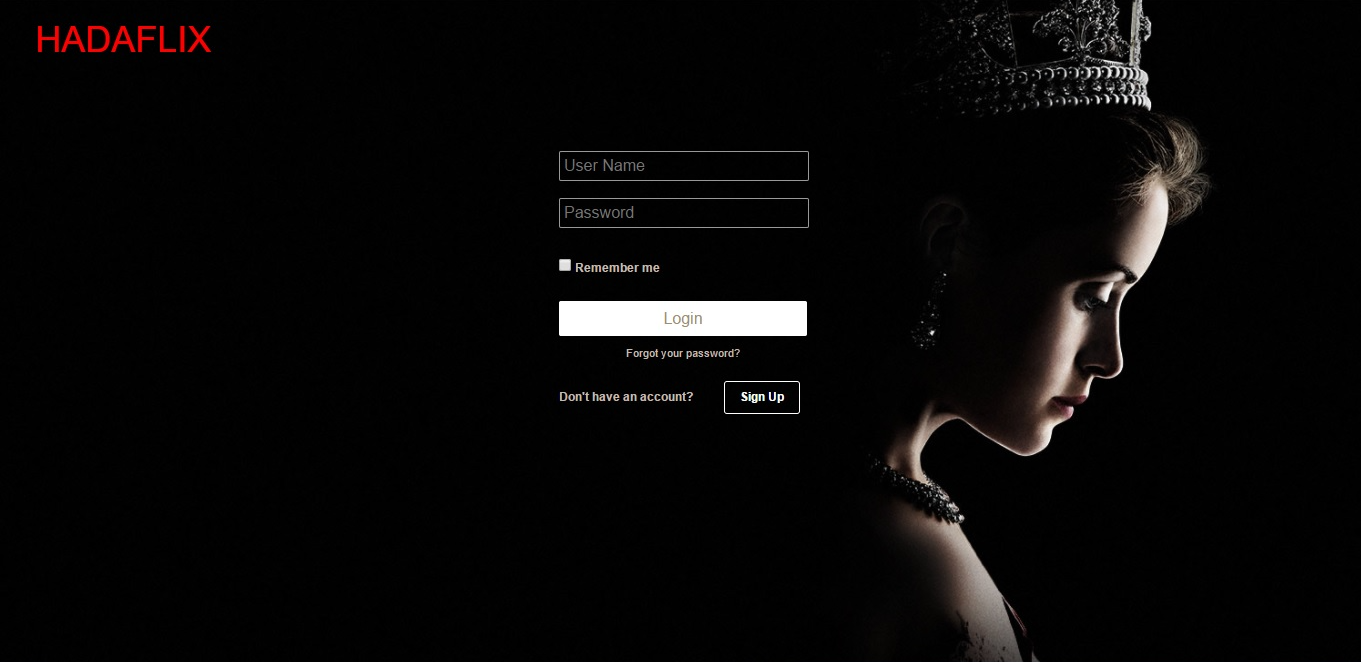 HADAFLIX
User Name
Password
Remember me
Login
Forgot your password?
Don't have an account? Sign Up